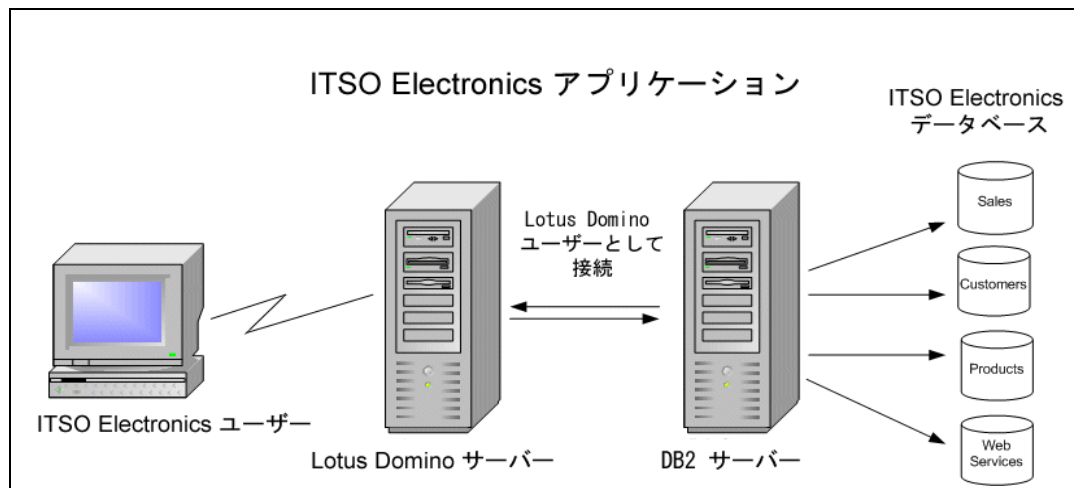 ITSO Electronics アプリケーション
ITSO Electronics
データベース
Sales
Lotus Domino
ユーザーとして
接続
Customers
Products
ITSO Electronics ユーザー
Web
Services
Lotus Domino サーバー
DB2 サーバー